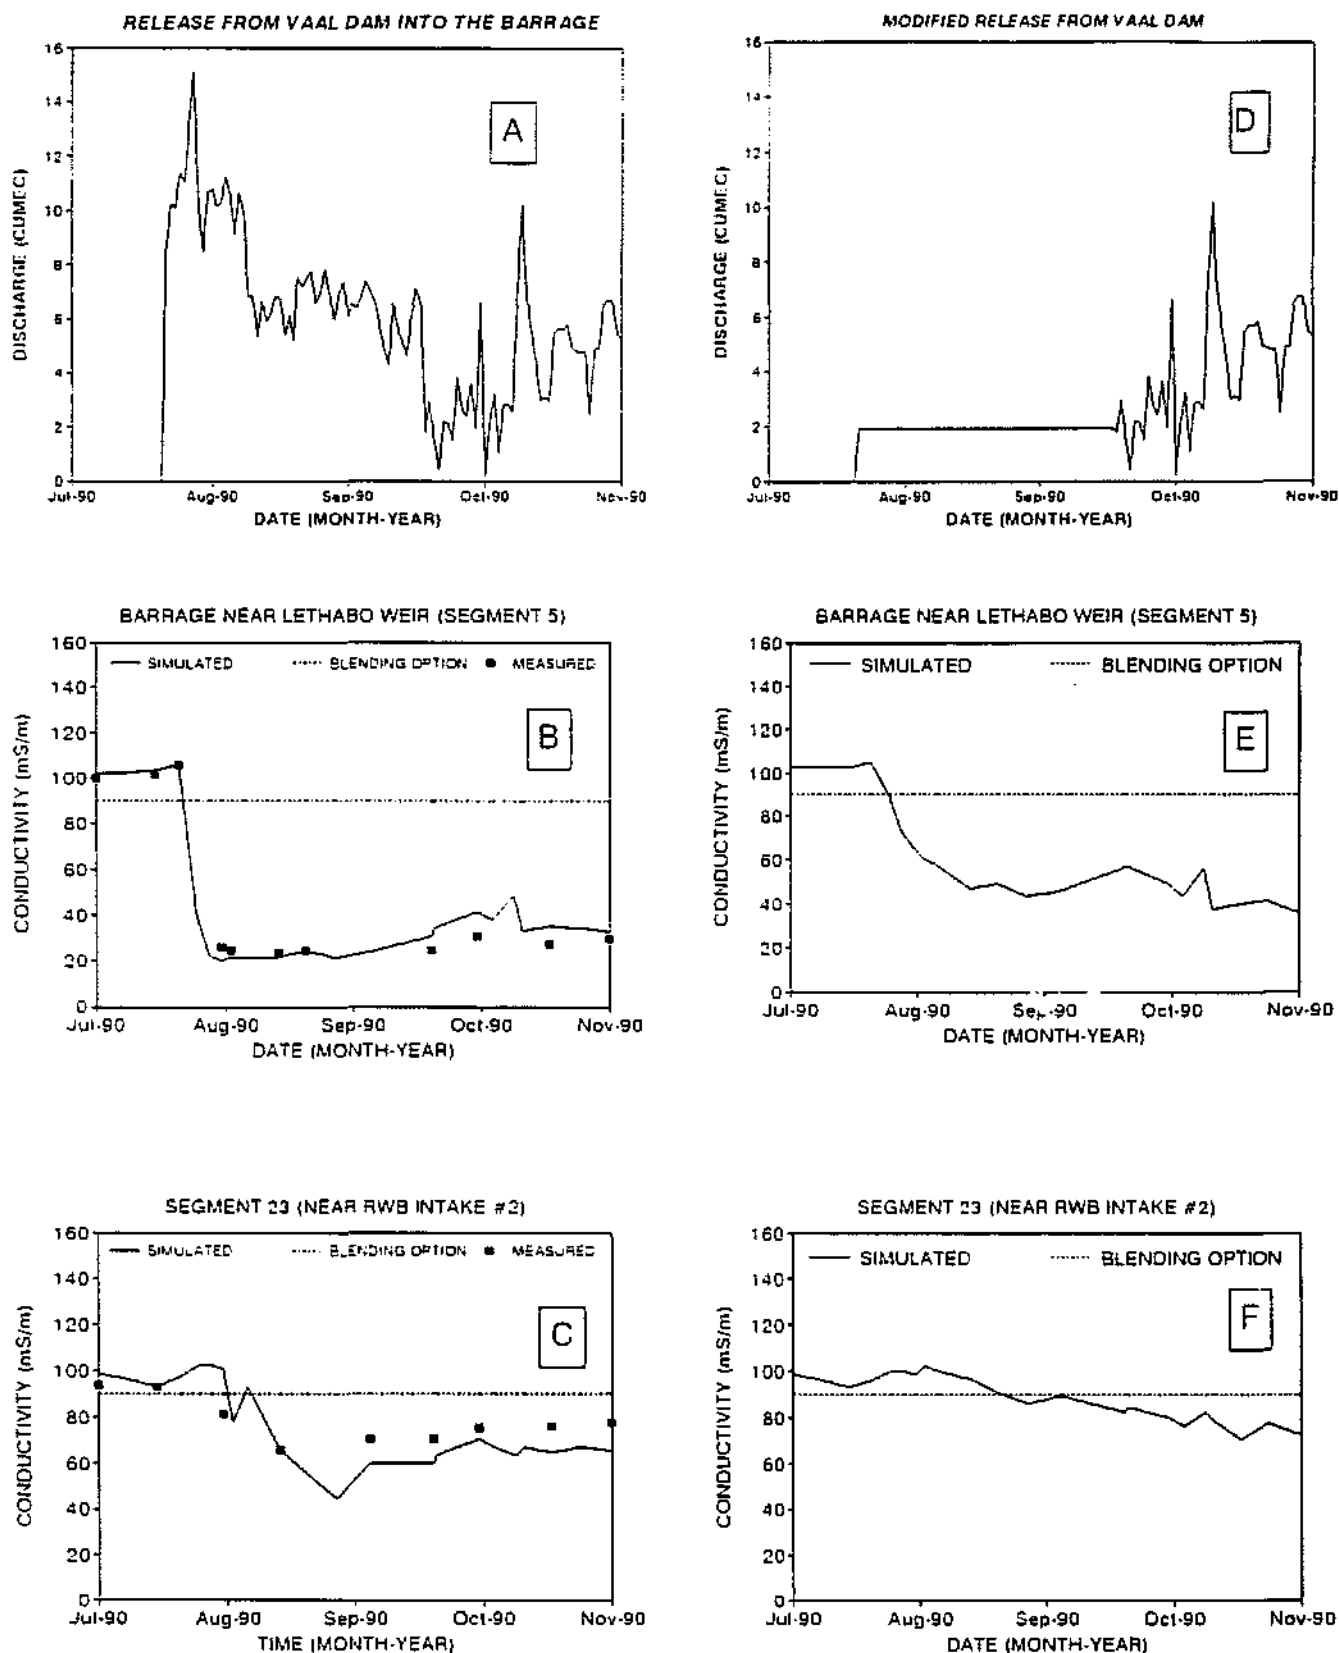 RELEASE FROM VAAL DAM INTO THE BARRAGE
16
14
12
10
8
6
4
2
0
DISCHARGE (CUMEC)
A
Jul-90 Aug-90 Sep-90 Oct-90 Nov-90
DATE (MONTH-YEAR)
MODIFIED RELEASE FROM VAAL DAM
16
14
12
10
8
6
4
2
0
DISCHARGE (CUMEC)
D
Jul-90 Aug-90 Sep-90 Oct-90 Nov-90
DATE (MONTH-YEAR)
BARRAGE NEAR LETHABO WEIR (SEGMENT 5)
160
140
120
100
80
60
40
20
0
CONDUCTIVITY (mS/m)
SIMULATED BLENDING OPTION MEASURED
B
Jul-90 Aug-90 Sep-90 Oct-90 Nov-90
DATE (MONTH-YEAR)
BARRAGE NEAR LETHABO WEIR (SEGMENT 5)
160
140
120
100
80
60
40
20
0
CONDUCTIVITY (mS/m)
SIMULATED BLENDING OPTION
E
Jul-90 Aug-90 Sep-90 Oct-90 Nov-90
DATE (MONTH-YEAR)
SEGMENT 23 (NEAR RWB INTAKE #2)
160
140
120
100
80
60
40
20
0
CONDUCTIVITY (mS/m)
SIMULATED BLENDING OPTION MEASURED
C
Jul-90 Aug-90 Sep-90 Oct-90 Nov-90
TIME (MONTH-YEAR)
SEGMENT 23 (NEAR RWB INTAKE #2)
160
140
120
100
80
60
40
20
0
CONDUCTIVITY (mS/m)
SIMULATED BLENDING OPTION
F
Jul-90 Aug-90 Sep-90 Oct-90 Nov-90
DATE (MONTH-YEAR)